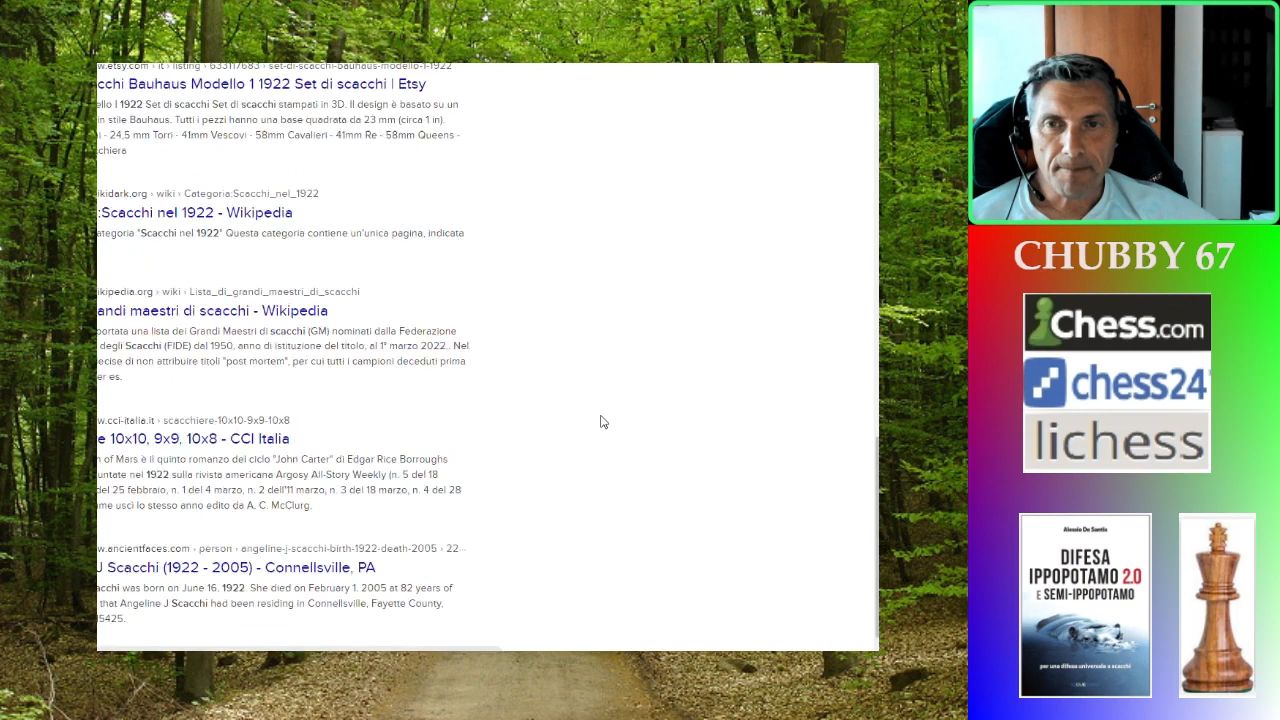 w.etsy.com › it › listing › 633117683 › set-di-scacchi-bauhaus-modello-1-1922
cchi Bauhaus Modello 1 1922 Set di scacchi | Etsy
ello I 1922 Set di scacchi Set di scacchi stampati in 3D. Il design è basato su un
in stile Bauhaus. Tutti i pezzi hanno una base quadrata da 23 mm (circa 1 in).
i - 24,5 mm Torri - 41mm Vescovi - 58mm Cavalieri - 41mm Re - 58mm Queens -
cchiera
ikidark.org › wiki › Categoria:Scacchi_nel_1922
:Scacchi nel 1922 - Wikipedia
ategoria "Scacchi nel 1922" Questa categoria contiene un'unica pagina, indicata
ikipedia.org › wiki › Lista_di_grandi_maestri_di_scacchi
andi maestri di scacchi - Wikipedia
portata una lista dei Grandi Maestri di scacchi (GM) nominati dalla Federazione
degli Scacchi (FIDE) dal 1950, anno di istituzione del titolo, al 1° marzo 2022.. Nel
ecise di non attribuire titoli "post mortem", per cui tutti i campioni deceduti prima
er es.
w.cci-italia.it › scacchiere-10x10-9x9-10x8
e 10x10, 9x9, 10x8 - CCI Italia
n of Mars è il quinto romanzo del ciclo "John Carter" di Edgar Rice Borroughs
untate nel 1922 sulla rivista americana Argosy All-Story Weekly (n. 5 del 18
del 25 febbraio, n. 1 del 4 marzo, n. 2 dell'11 marzo, n. 3 del 18 marzo, n. 4 del 28
me uscì lo stesso anno edito da A. C. McClurg.
w.ancientfaces.com › person › angeline-j-scacchi-birth-1922-death-2005 › 22...
J Scacchi (1922 - 2005) - Connellsville, PA
acchi was born on June 16, 1922. She died on February 1, 2005 at 82 years of
that Angeline J Scacchi had been residing in Connellsville, Fayette County,
5425.
CHUBBY 67
Chess.com
chess24
lichess
Alessio De Santis
DIFESA
IPPOPOTAMO 2.0
E SEMI-IPPOPOTAMO
per una difesa universale a scacchi